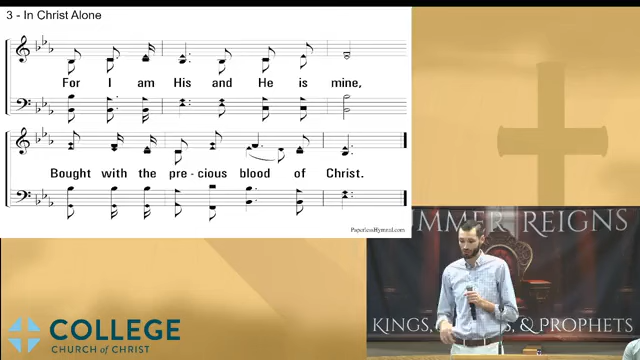 3 - In Christ Alone
For I am His and He is mine,
Bought with the pre - cious blood of Christ.
PaperlessHymnal.com
UMMER REIGNS
KINGS, & PROPHETS
COLLEGE
CHURCH of CHRIST